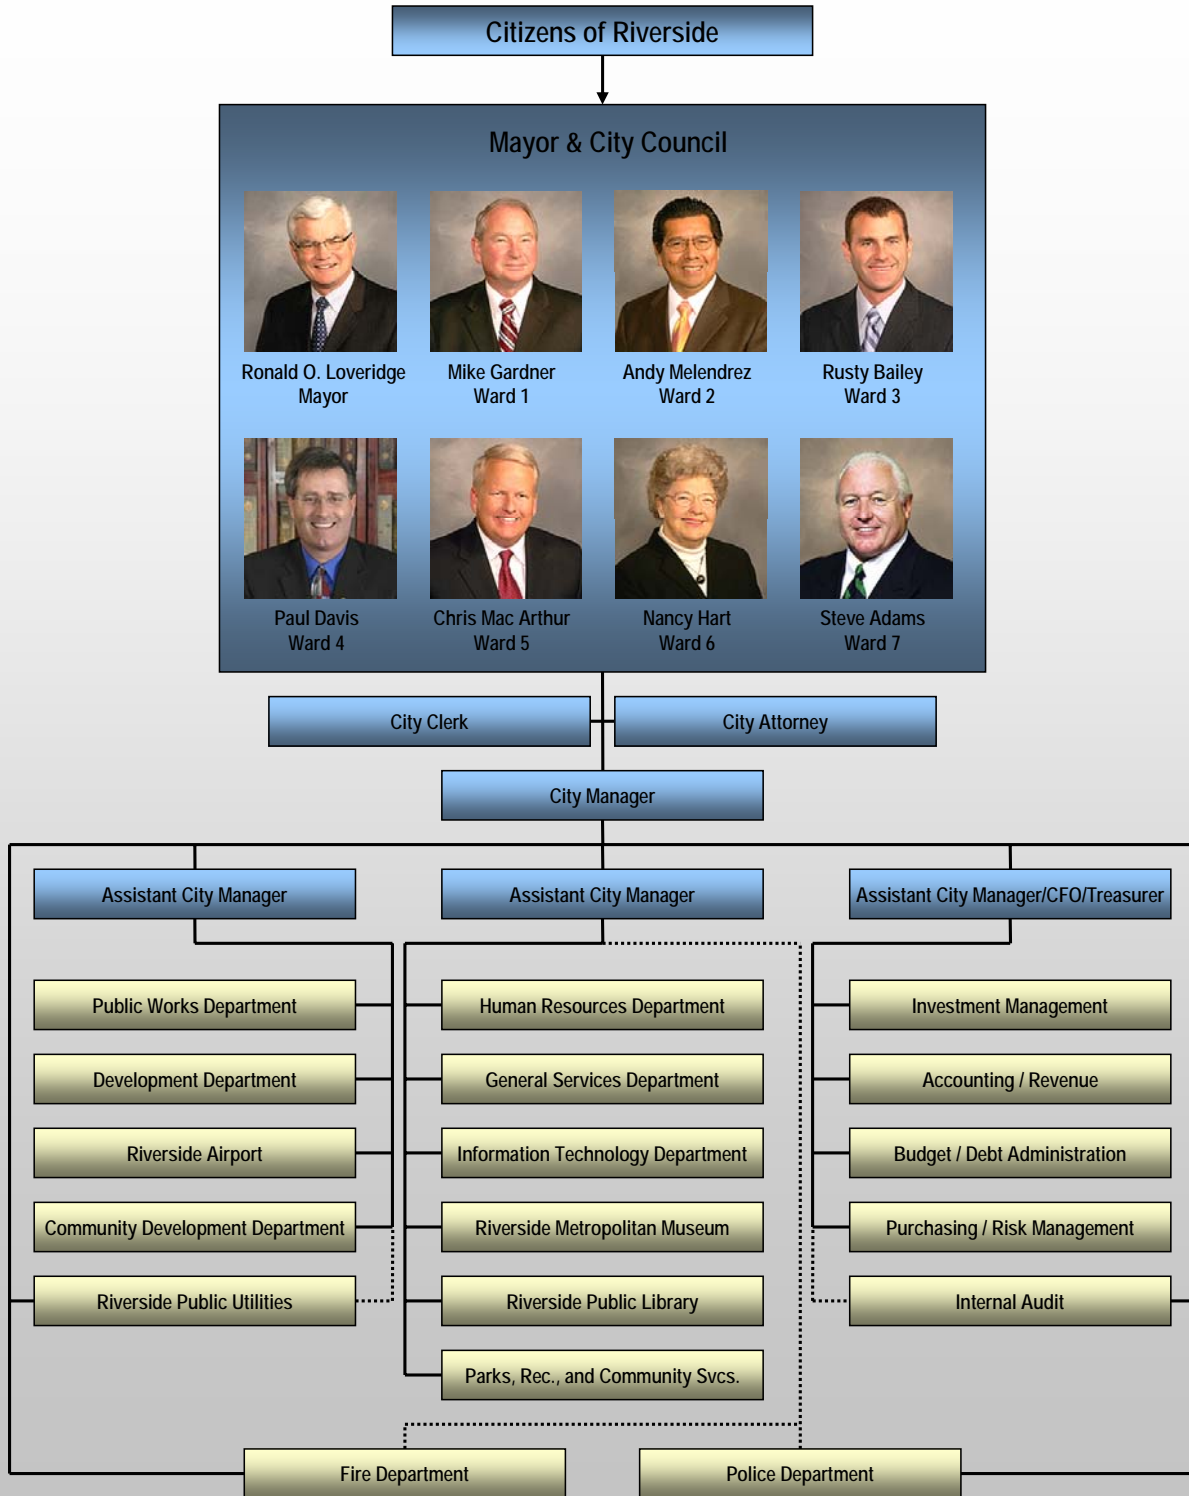 Citizens of Riverside
Mayor & City Council
Ronald O. Loveridge
Mayor
Mike Gardner
Ward 1
Andy Melendrez
Ward 2
Rusty Bailey
Ward 3
Paul Davis
Ward 4
Chris Mac Arthur
Ward 5
Nancy Hart
Ward 6
Steve Adams
Ward 7
City Clerk
City Attorney
City Manager
Assistant City Manager
Assistant City Manager
Assistant City Manager/CFO/Treasurer
Public Works Department
Human Resources Department
Investment Management
Development Department
General Services Department
Accounting / Revenue
Riverside Airport
Information Technology Department
Budget / Debt Administration
Community Development Department
Riverside Metropolitan Museum
Purchasing / Risk Management
Riverside Public Utilities
Riverside Public Library
Internal Audit
Parks, Rec., and Community Svcs.
Fire Department
Police Department